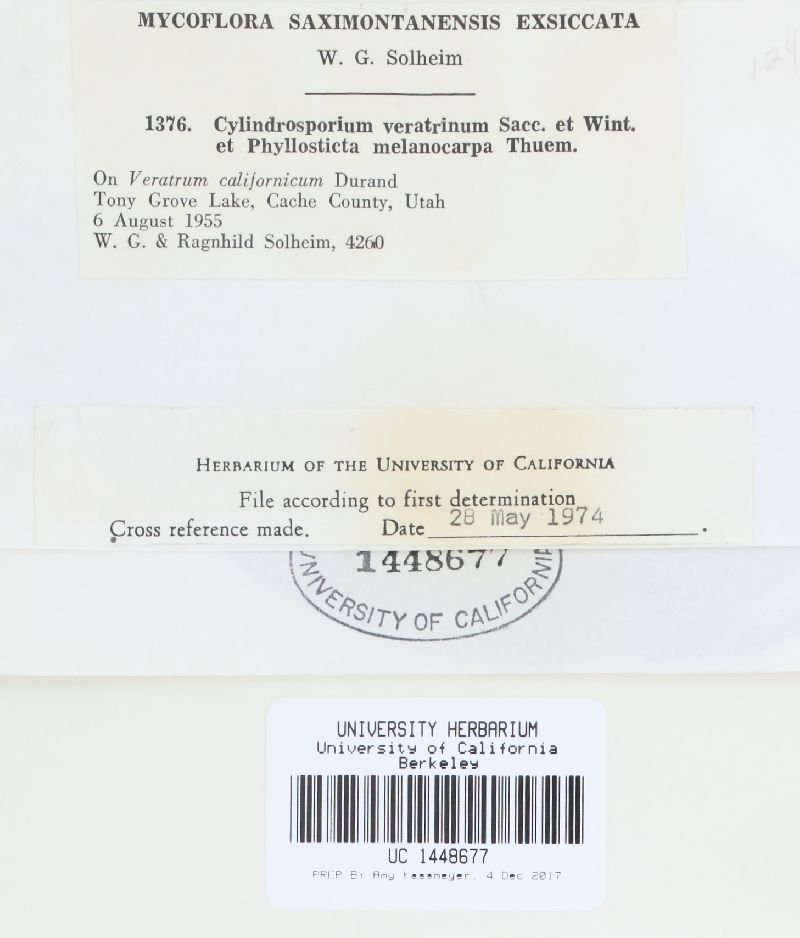 MYCOFLORA SAXIMONTANENSIS EXSICCATA
W. G. Solheim
1376. Cylindrosporium veratrinum Sacc. et Wint.
et Phyllosticta melanocarpa Thuem.
On Veratrum californicum Durand
Tony Grove Lake, Cache County, Utah
6 August 1955
W. G. & Ragnhild Solheim, 4260
HERBARIUM OF THE UNIVERSITY OF CALIFORNIA
File according to first determination
Cross reference made. Date 28 May 1974.
1448677
UNIVERSITY OF CALIFORNIA
UNIVERSITY HERBARIUM
University of California
Berkeley
UC 1448677
PREP BY Amy Kasameyer, 4 Dec 2017